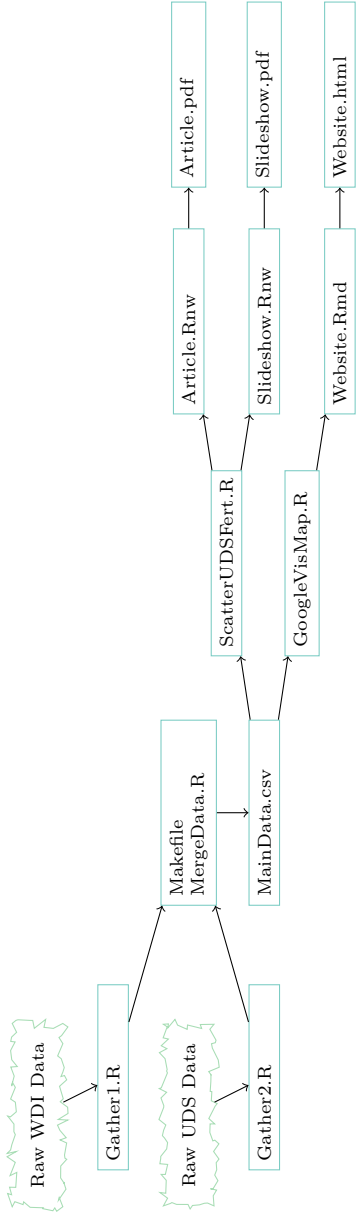 Raw WDI Data
Gather1.R
Raw UDS Data
Gather2.R
Makefile
MergeData.R
MainData.csv
ScatterUDSFert.R
GoogleVisMap.R
Article.Rnw
Slideshow.Rnw
Website.Rmd
Article.pdf
Slideshow.pdf
Website.html